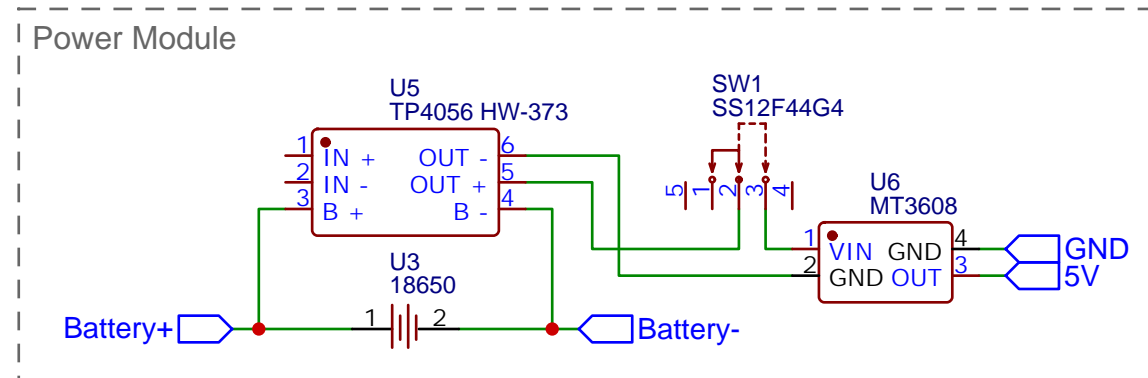 Power Module
U5
TP4056 HW-373
1 IN + OUT - 6
2 IN - OUT + 5
3 B + B - 4
SW1
SS12F44G4
5 1 2 3 4
U6
MT3608
1 VIN GND 4
2 GND OUT 3
GND
5V
U3
18650
Battery+ 1 2 Battery-